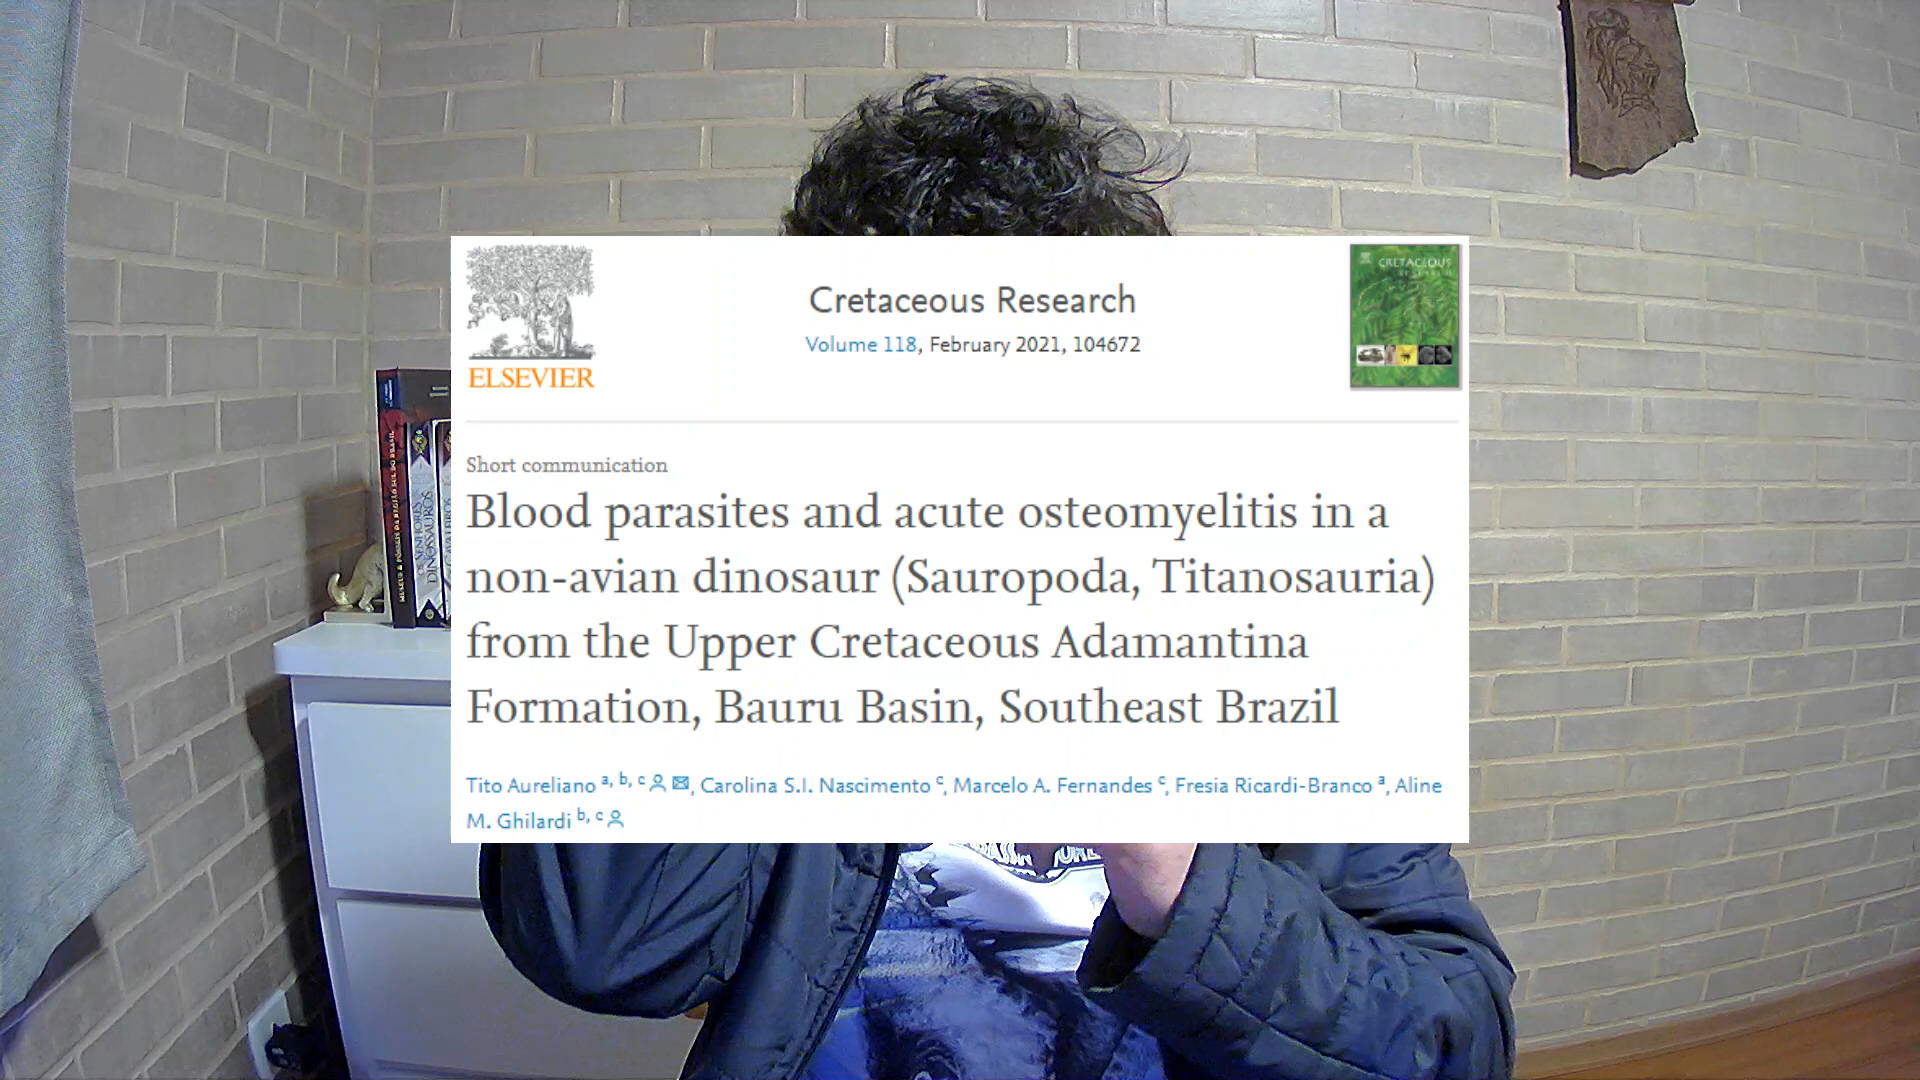 ELSEVIER
Cretaceous Research
Volume 118, February 2021, 104672
CRETACEOUS
Short communication
Blood parasites and acute osteomyelitis in a
non-avian dinosaur (Sauropoda, Titanosauria)
from the Upper Cretaceous Adamantina
Formation, Bauru Basin, Southeast Brazil
Tito Aureliano a, b, c, Carolina S.I. Nascimento c, Marcelo A. Fernandes c, Fresia Ricardi-Branco a, Aline
M. Ghilardi b, c
DINOSSAUROS